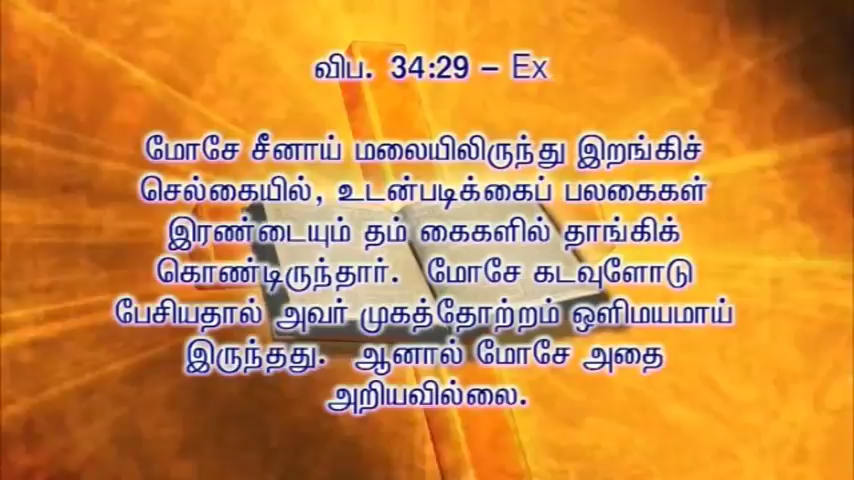 விப. 34:29 – Ex
மோசே சீனாய் மலையிலிருந்து இறங்கிச்
செல்கையில், உடன்படிக்கைப் பலகைகள்
இரண்டையும் தம் கைகளில் தாங்கிக்
கொண்டிருந்தார். மோசே கடவுளோடு
பேசியதால் அவர் முகத்தோற்றம் ஒளிமயமாய்
இருந்தது. ஆனால் மோசே அதை
அறியவில்லை.